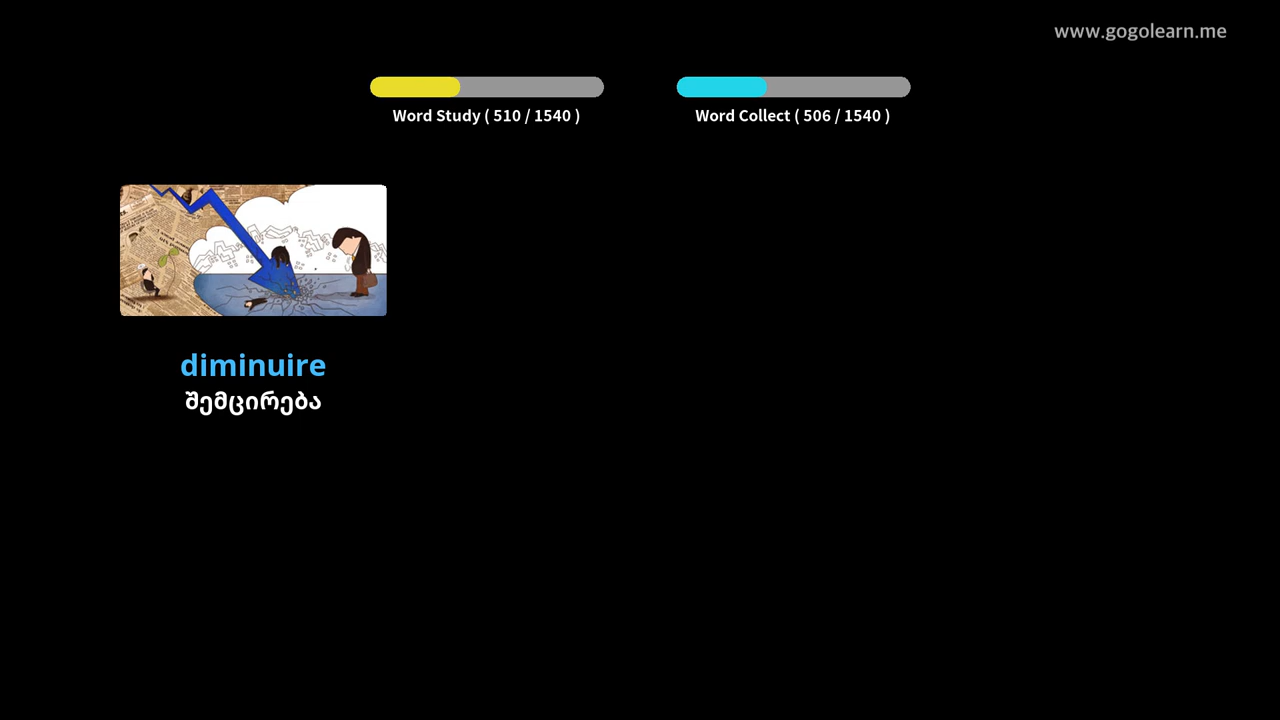 www.gogolearn.me
Word Study ( 510 / 1540 )
Word Collect ( 506 / 1540 )
diminuire
შემცირება